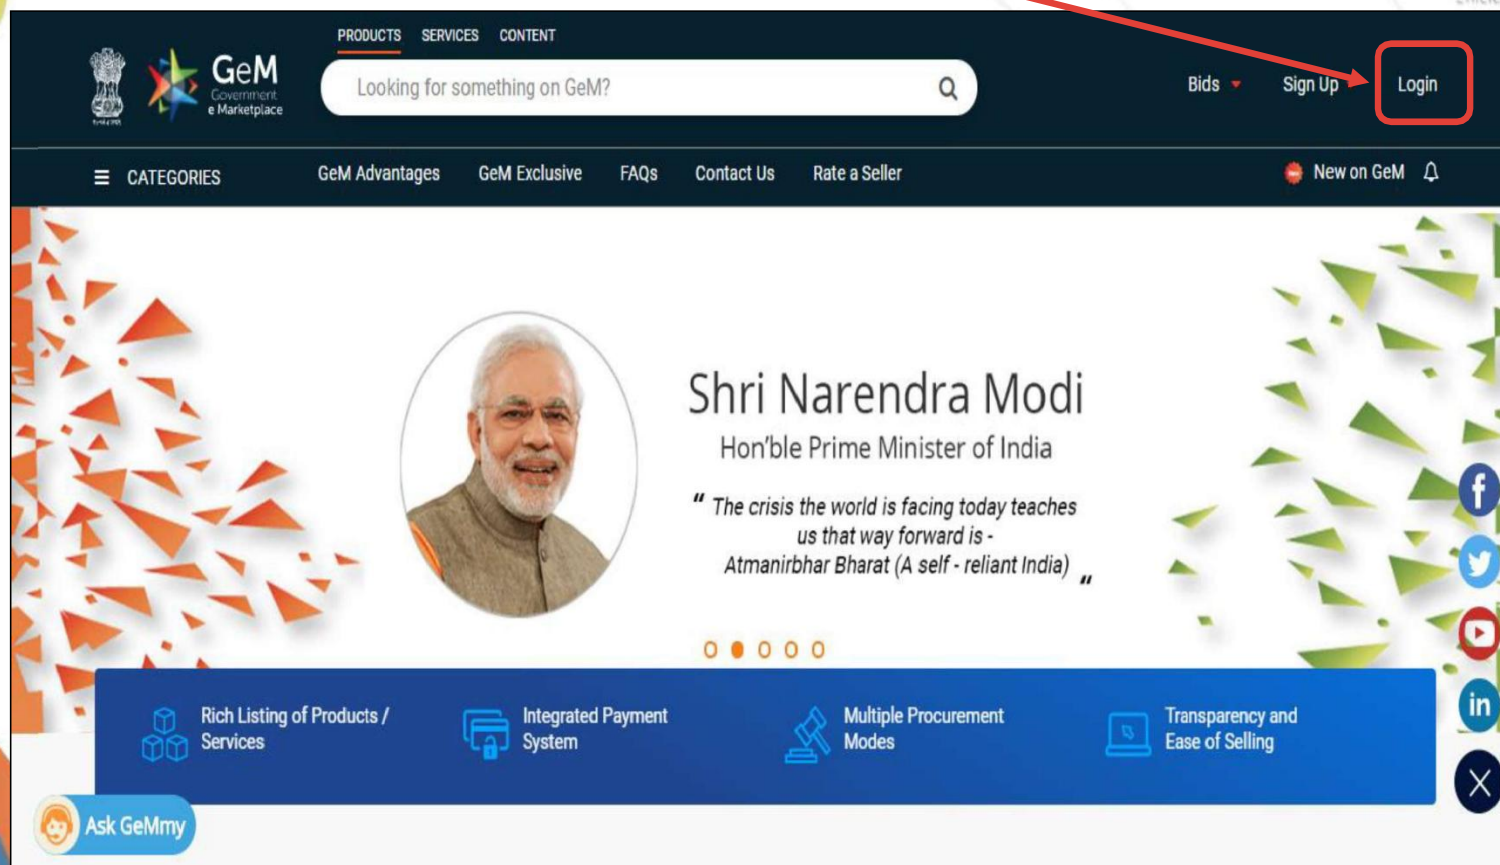 PRODUCTS SERVICES CONTENT
GeM
Government
e Marketplace
Looking for something on GeM?
Bids Sign Up Login
CATEGORIES GeM Advantages GeM Exclusive FAQs Contact Us Rate a Seller New on GeM
Shri Narendra Modi
Hon'ble Prime Minister of India
" The crisis the world is facing today teaches
us that way forward is -
Atmanirbhar Bharat (A self - reliant India) "
Rich Listing of Products /
Services
Integrated Payment
System
Multiple Procurement
Modes
Transparency and
Ease of Selling
f
in
X
Ask GeMmy